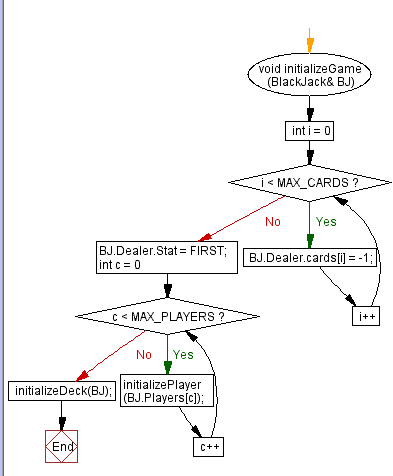 void initializeGame
(BlackJack& BJ)
int i = 0
i < MAX_CARDS ?
No
Yes
BJ.Dealer.Stat = FIRST;
int c = 0
BJ.Dealer.cards[i] = -1;
i++
c < MAX_PLAYERS ?
No
Yes
initializeDeck(BJ);
initializePlayer
(BJ.Players[c]);
c++
End